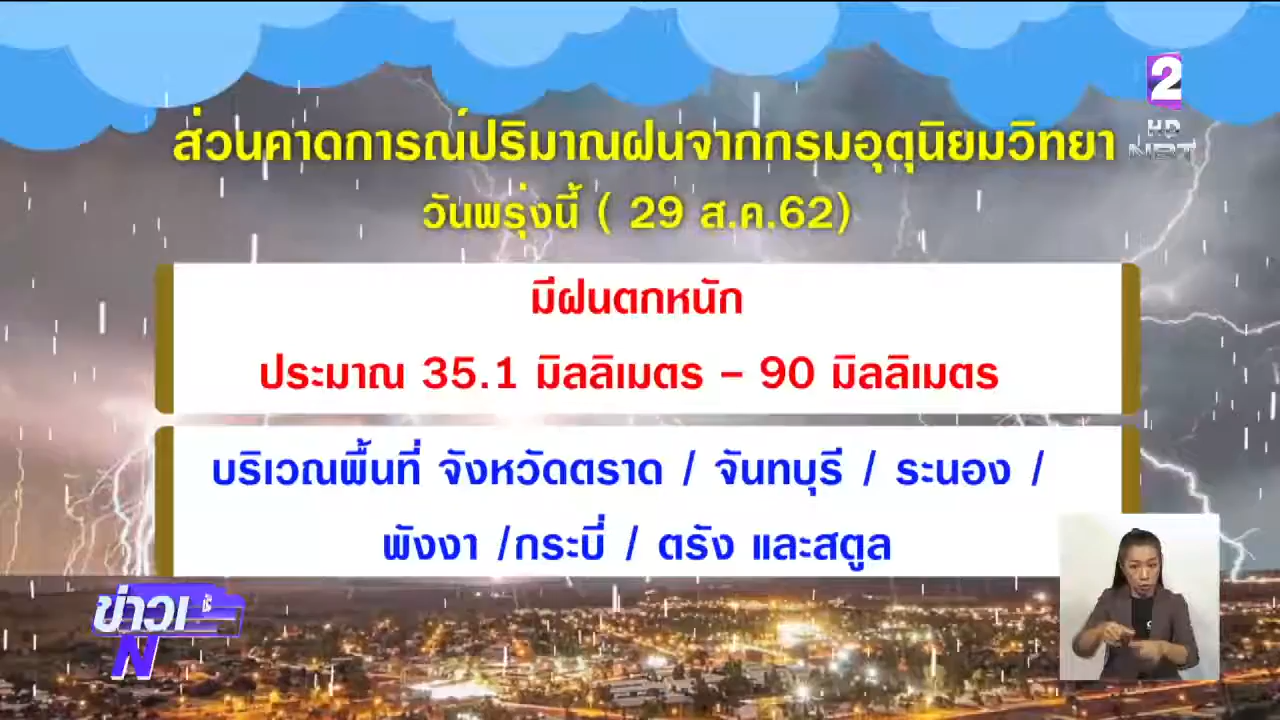 ส่วนคาดการณ์ปริมาณฝนจากกรมอุตุนิยมวิทยา
วันพรุ่งนี้ ( 29 ส.ค.62)
มีฝนตกหนัก
ประมาณ 35.1 มิลลิเมตร – 90 มิลลิเมตร
บริเวณพื้นที่ จังหวัดตราด / จันทบุรี / ระนอง /
พังงา /กระบี่ / ตรัง และสตูล
2
HD
NBT
N